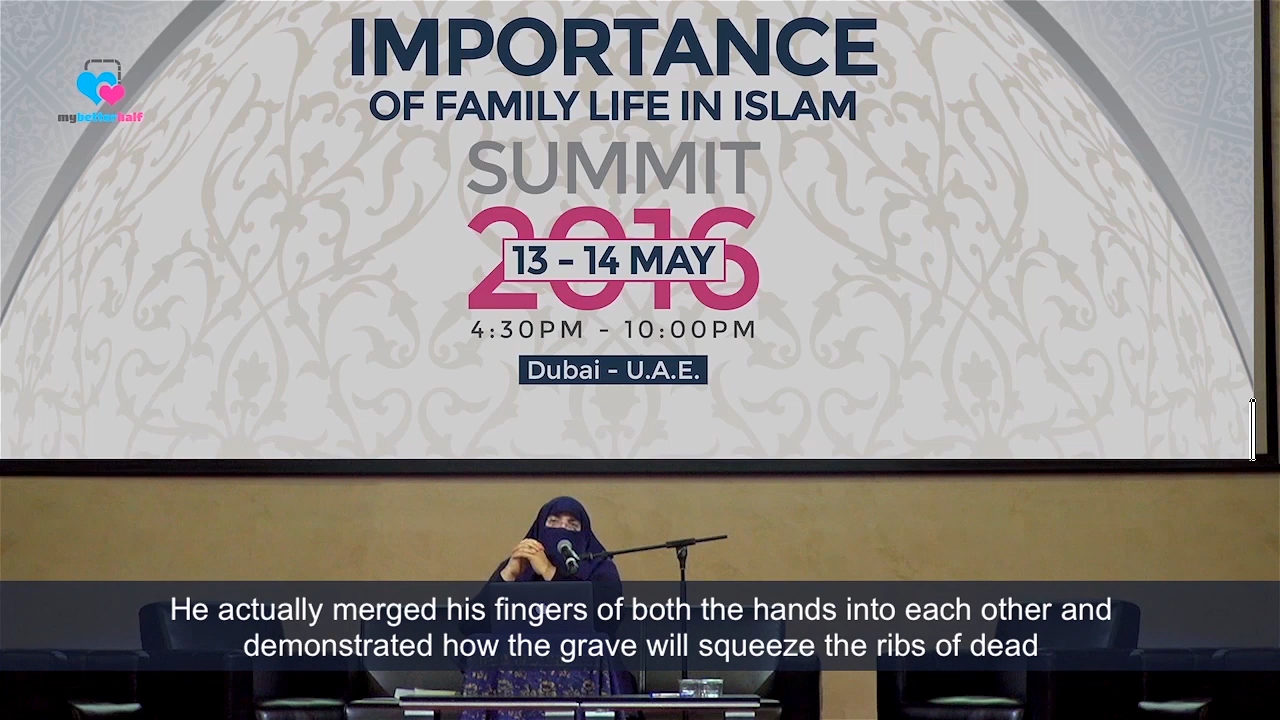 IMPORTANCE
OF FAMILY LIFE IN ISLAM
mybetterhalf
SUMMIT
2016
13 - 14 MAY
4:30PM - 10:00PM
Dubai - U.A.E.
He actually merged his fingers of both the hands into each other and
demonstrated how the grave will squeeze the ribs of dead